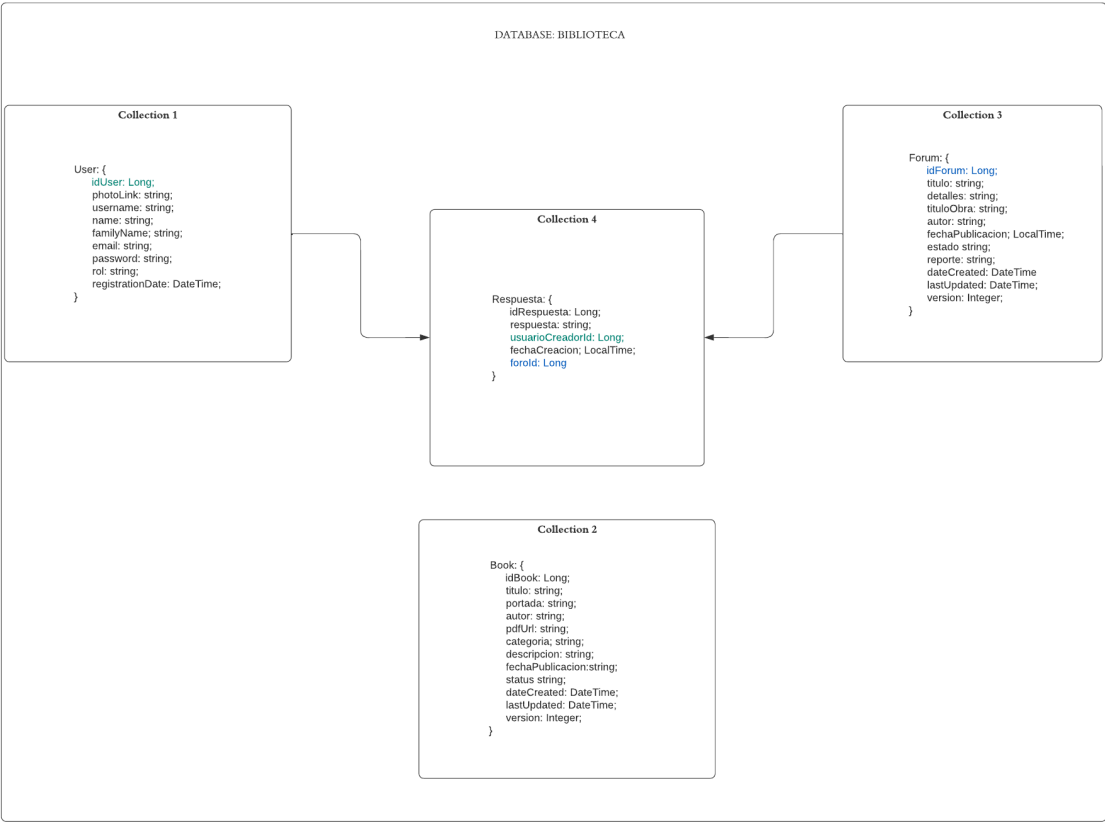 DATABASE: BIBLIOTECA
Collection 1
User: {
idUser: Long;
photoLink: string;
username: string;
name: string;
familyName; string;
email: string;
password: string;
rol: string;
registrationDate: DateTime;
}
Collection 4
Respuesta: {
idRespuesta: Long;
respuesta: string;
usuarioCreadorId: Long;
fechaCreacion; LocalTime;
foroId: Long
}
Collection 3
Forum: {
idForum: Long;
titulo: string;
detalles: string;
tituloObra: string;
autor: string;
fechaPublicacion; LocalTime;
estado string;
reporte: string;
dateCreated: DateTime
lastUpdated: DateTime;
version: Integer;
}
Collection 2
Book: {
idBook: Long;
titulo: string;
portada: string;
autor: string;
pdfUrl: string;
categoria; string;
descripcion: string;
fechaPublicacion:string;
status string;
dateCreated: DateTime;
lastUpdated: DateTime;
version: Integer;
}